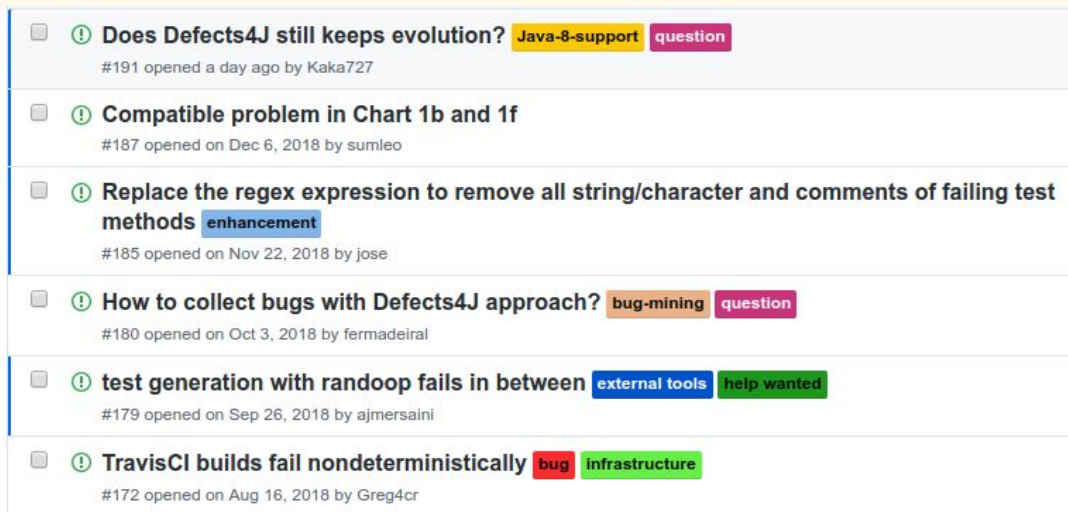 Does Defects4J still keeps evolution? Java-8-support question
#191 opened a day ago by Kaka727
Compatible problem in Chart 1b and 1f
#187 opened on Dec 6, 2018 by sumleo
Replace the regex expression to remove all string/character and comments of failing test
methods enhancement
#185 opened on Nov 22, 2018 by jose
How to collect bugs with Defects4J approach? bug-mining question
#180 opened on Oct 3, 2018 by fermadeiral
test generation with randoop fails in between external tools help wanted
#179 opened on Sep 26, 2018 by ajmersaini
TravisCI builds fail nondeterministically bug infrastructure
#172 opened on Aug 16, 2018 by Greg4cr